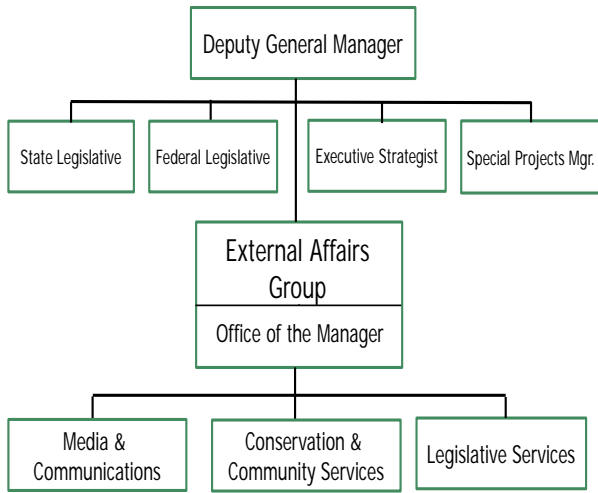 Deputy General Manager
State Legislative
Federal Legislative
Executive Strategist
Special Projects Mgr.
External Affairs
Group
Office of the Manager
Media &
Communications
Conservation &
Community Services
Legislative Services